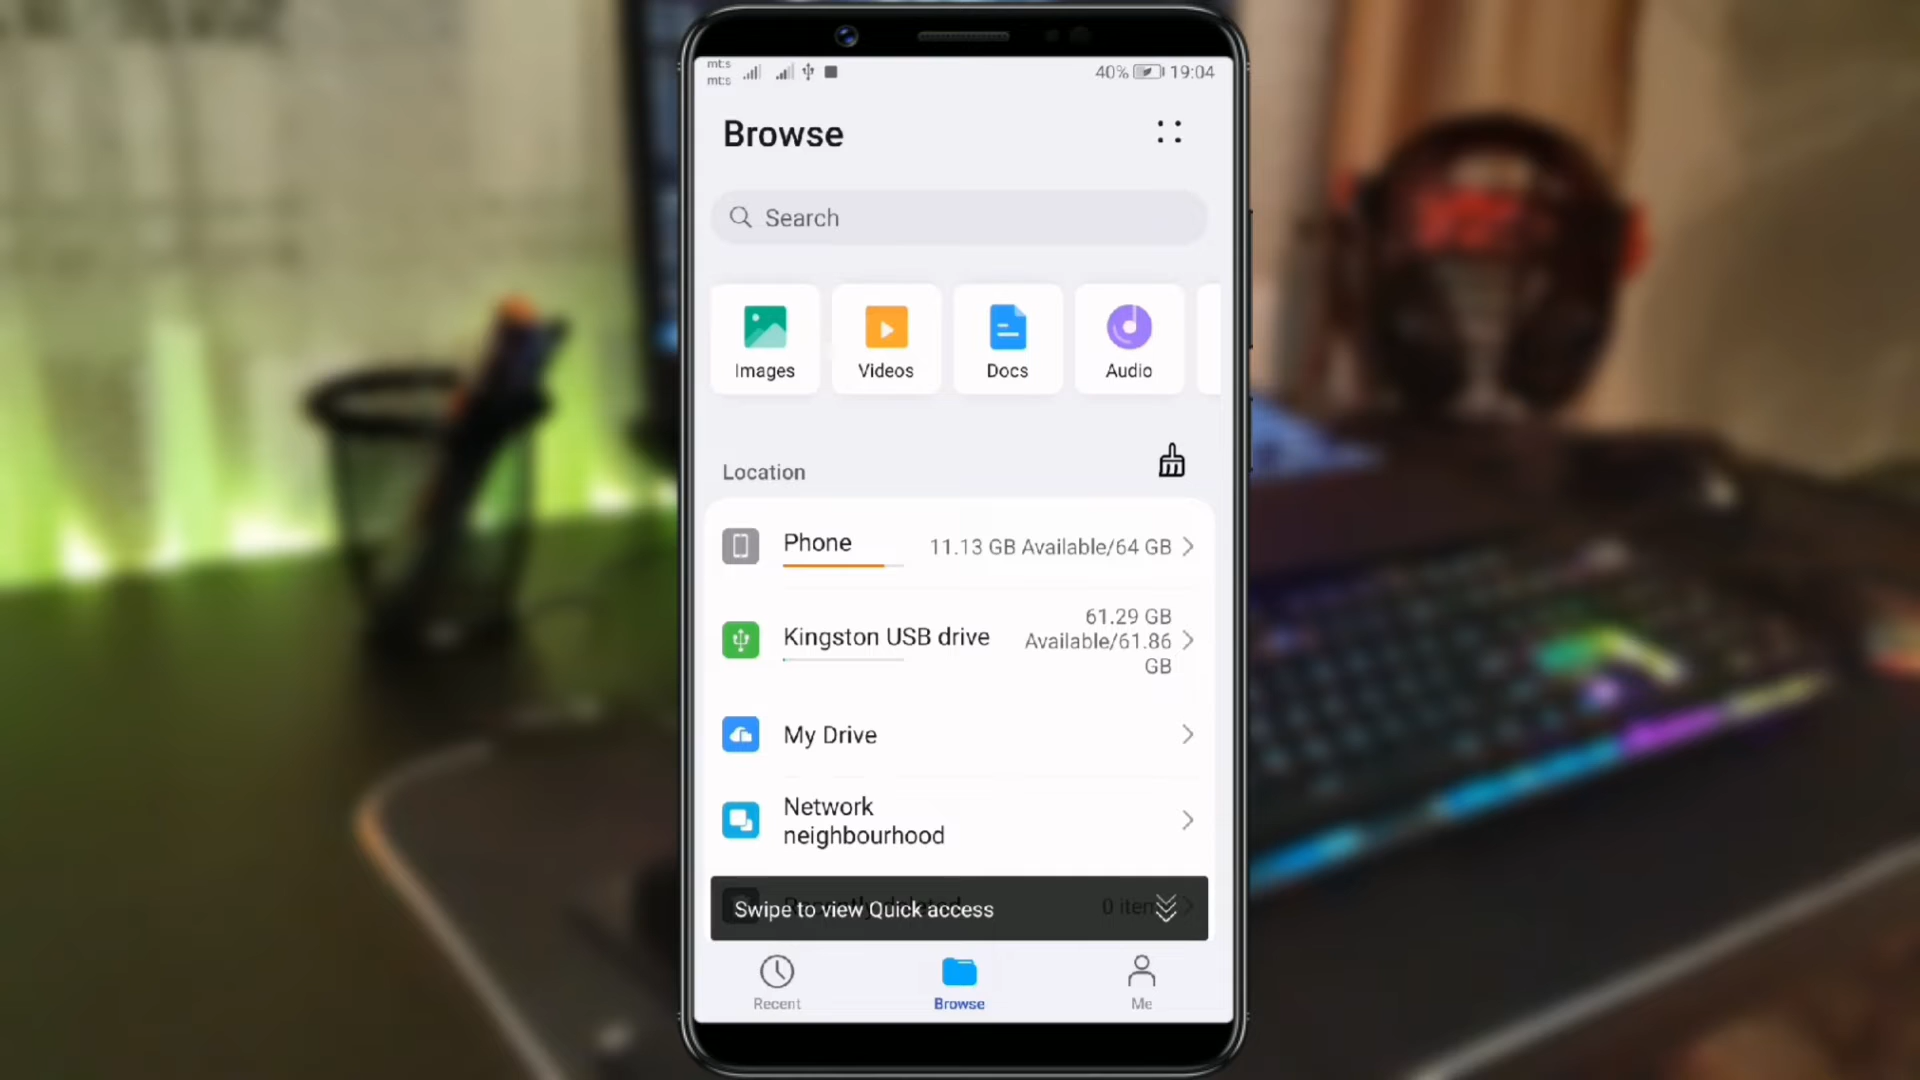 mt:s
mt:s
40% 19:04
Browse
Search
Images
Videos
Docs
Audio
Location
Phone
11.13 GB Available/64 GB
Kingston USB drive
61.29 GB
Available/61.86
GB
My Drive
Network
neighbourhood
Swipe to view Quick access
0 item
Recent
Browse
Me